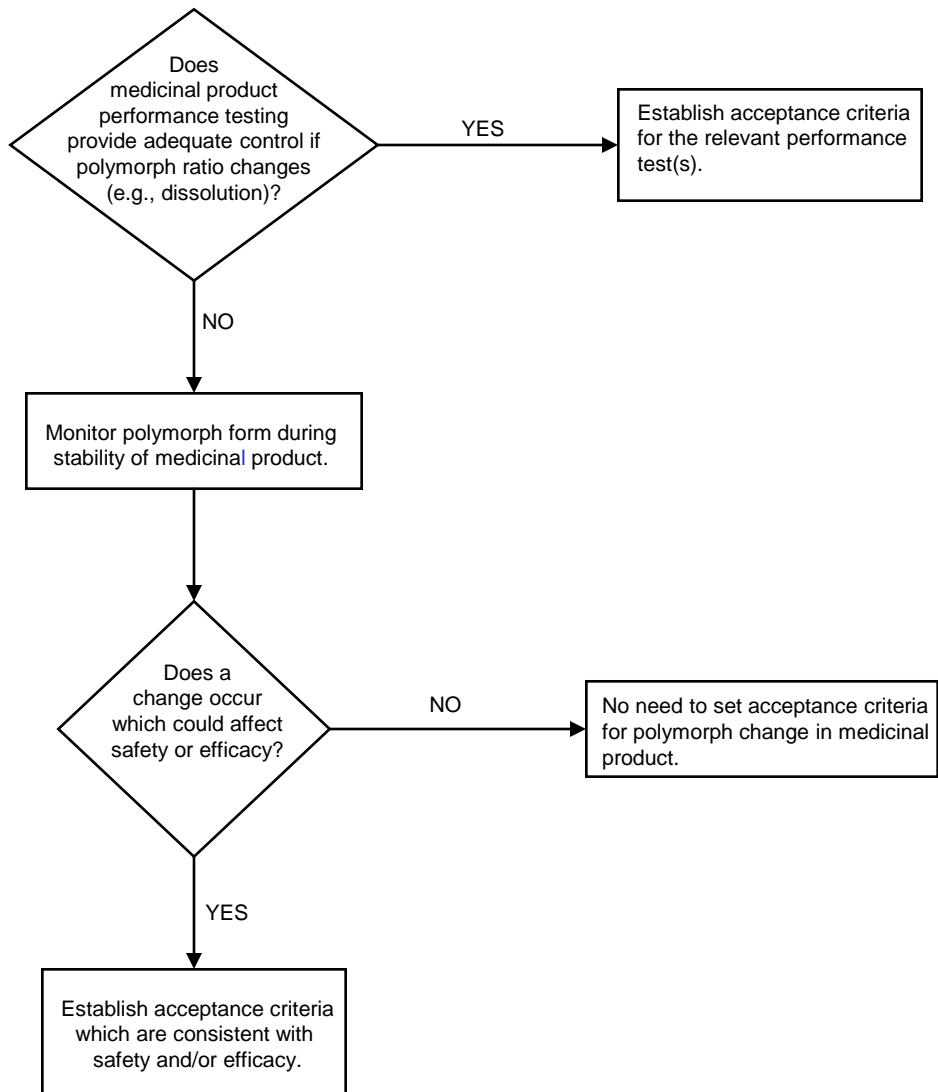 Does
medicinal product
performance testing
provide adequate control if
polymorph ratio changes
(e.g., dissolution)?
YES
Establish acceptance criteria
for the relevant performance
test(s).
NO
Monitor polymorph form during
stability of medicinal product.
Does a
change occur
which could affect
safety or efficacy?
NO
No need to set acceptance criteria
for polymorph change in medicinal
product.
YES
Establish acceptance criteria
which are consistent with
safety and/or efficacy.